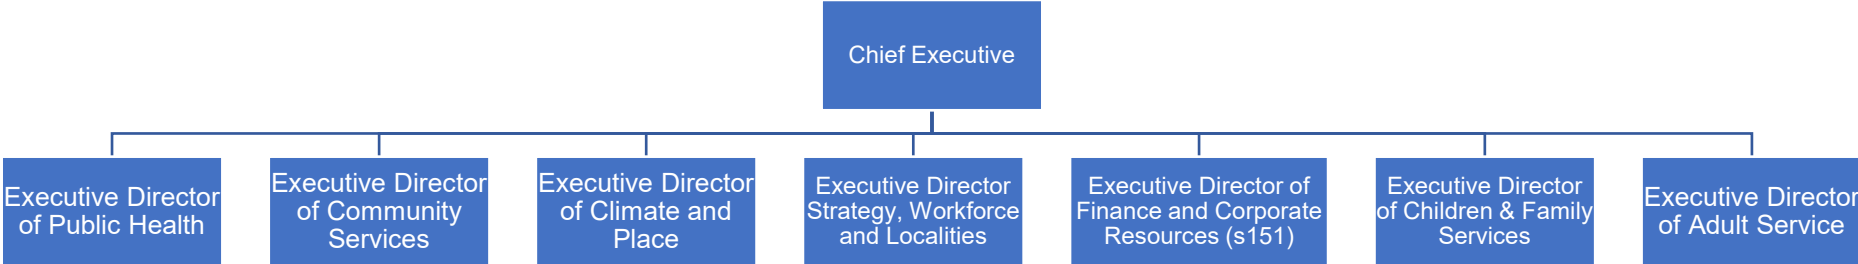 Chief Executive
Executive Director
of Public Health
Executive Director
of Community
Services
Executive Director
of Climate and
Place
Executive Director
Strategy, Workforce
and Localities
Executive Director of
Finance and Corporate
Resources (s151)
Executive Director
of Children & Family
Services
Executive Director
of Adult Service